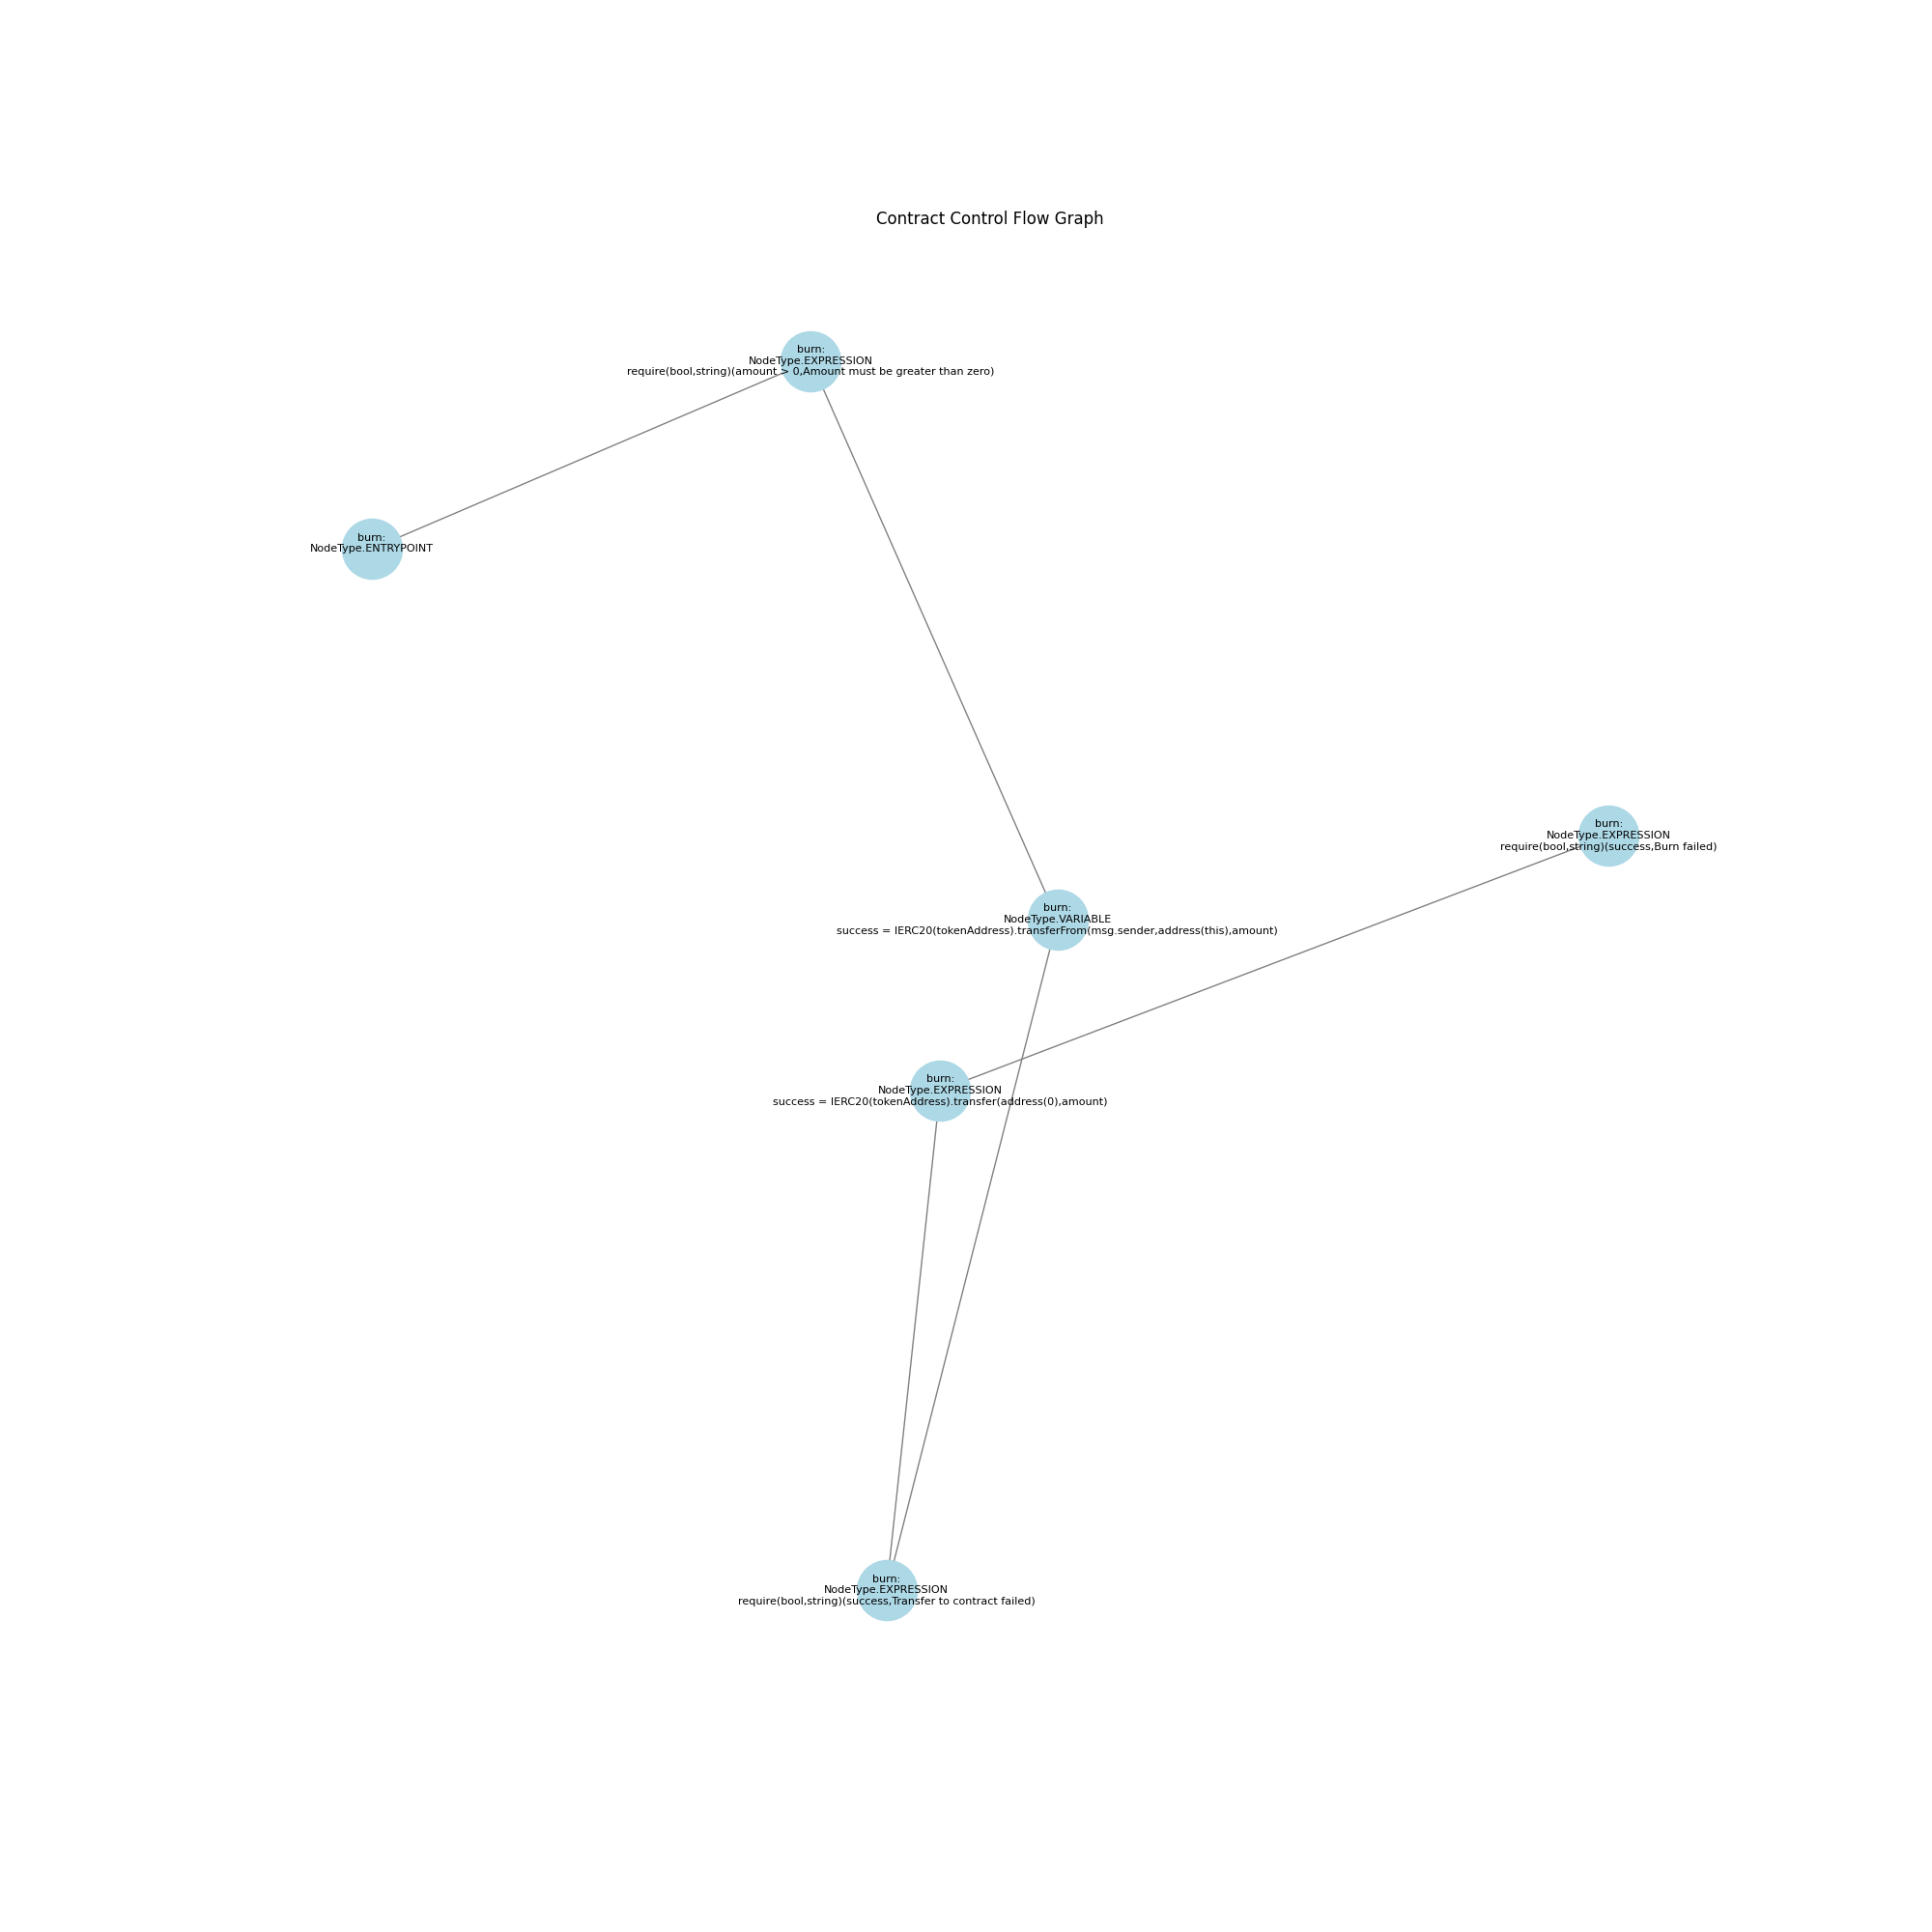 Contract Control Flow Graph
burn:
NodeType.EXPRESSION
require(bool,string)(amount > 0,Amount must be greater than zero)
burn:
NodeType.ENTRYPOINT
burn:
NodeType.EXPRESSION
require(bool,string)(success,Burn failed)
burn:
NodeType.VARIABLE
success = IERC20(tokenAddress).transferFrom(msg.sender,address(this),amount)
burn:
NodeType.EXPRESSION
success = IERC20(tokenAddress).transfer(address(0),amount)
burn:
NodeType.EXPRESSION
require(bool,string)(success,Transfer to contract failed)